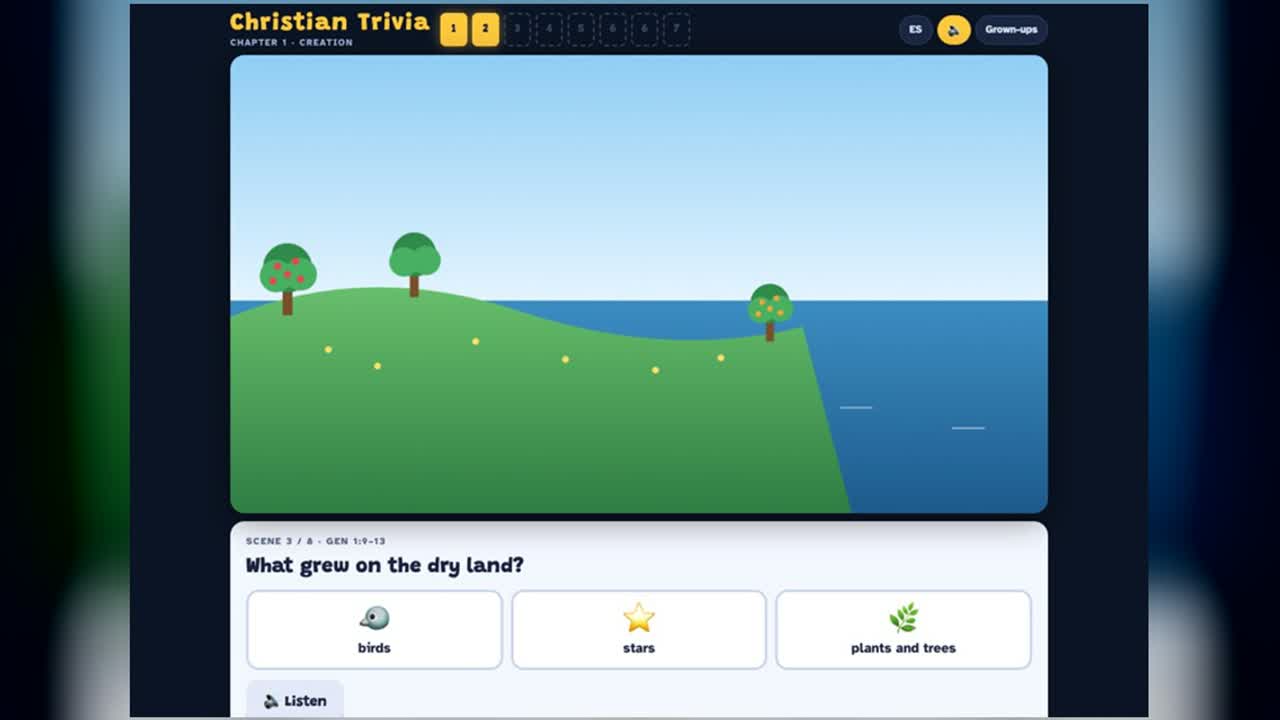 Christian Trivia
CHAPTER 1 · CREATION
1 2 3 4 5 6 6 7
ES
Grown-ups
SCENE 3 / 8 · GEN 1:9-13
What grew on the dry land?
birds
stars
plants and trees
Listen